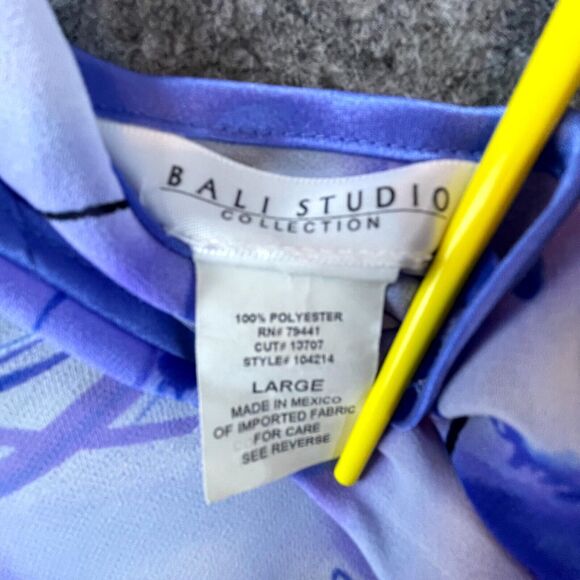 BALI STUDIO
COLLECTION
100% POLYESTER
RN# 79441
CUT# 13707
STYLE# 104214
LARGE
MADE IN MEXICO
OF IMPORTED FABRIC
FOR CARE
SEE REVERSE